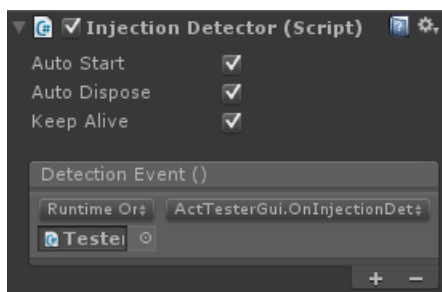 Injection Detector (Script)
Auto Start
Auto Dispose
Keep Alive
Detection Event ()
Runtime Or ActTesterGui.OnInjectionDet
Tester
+ −